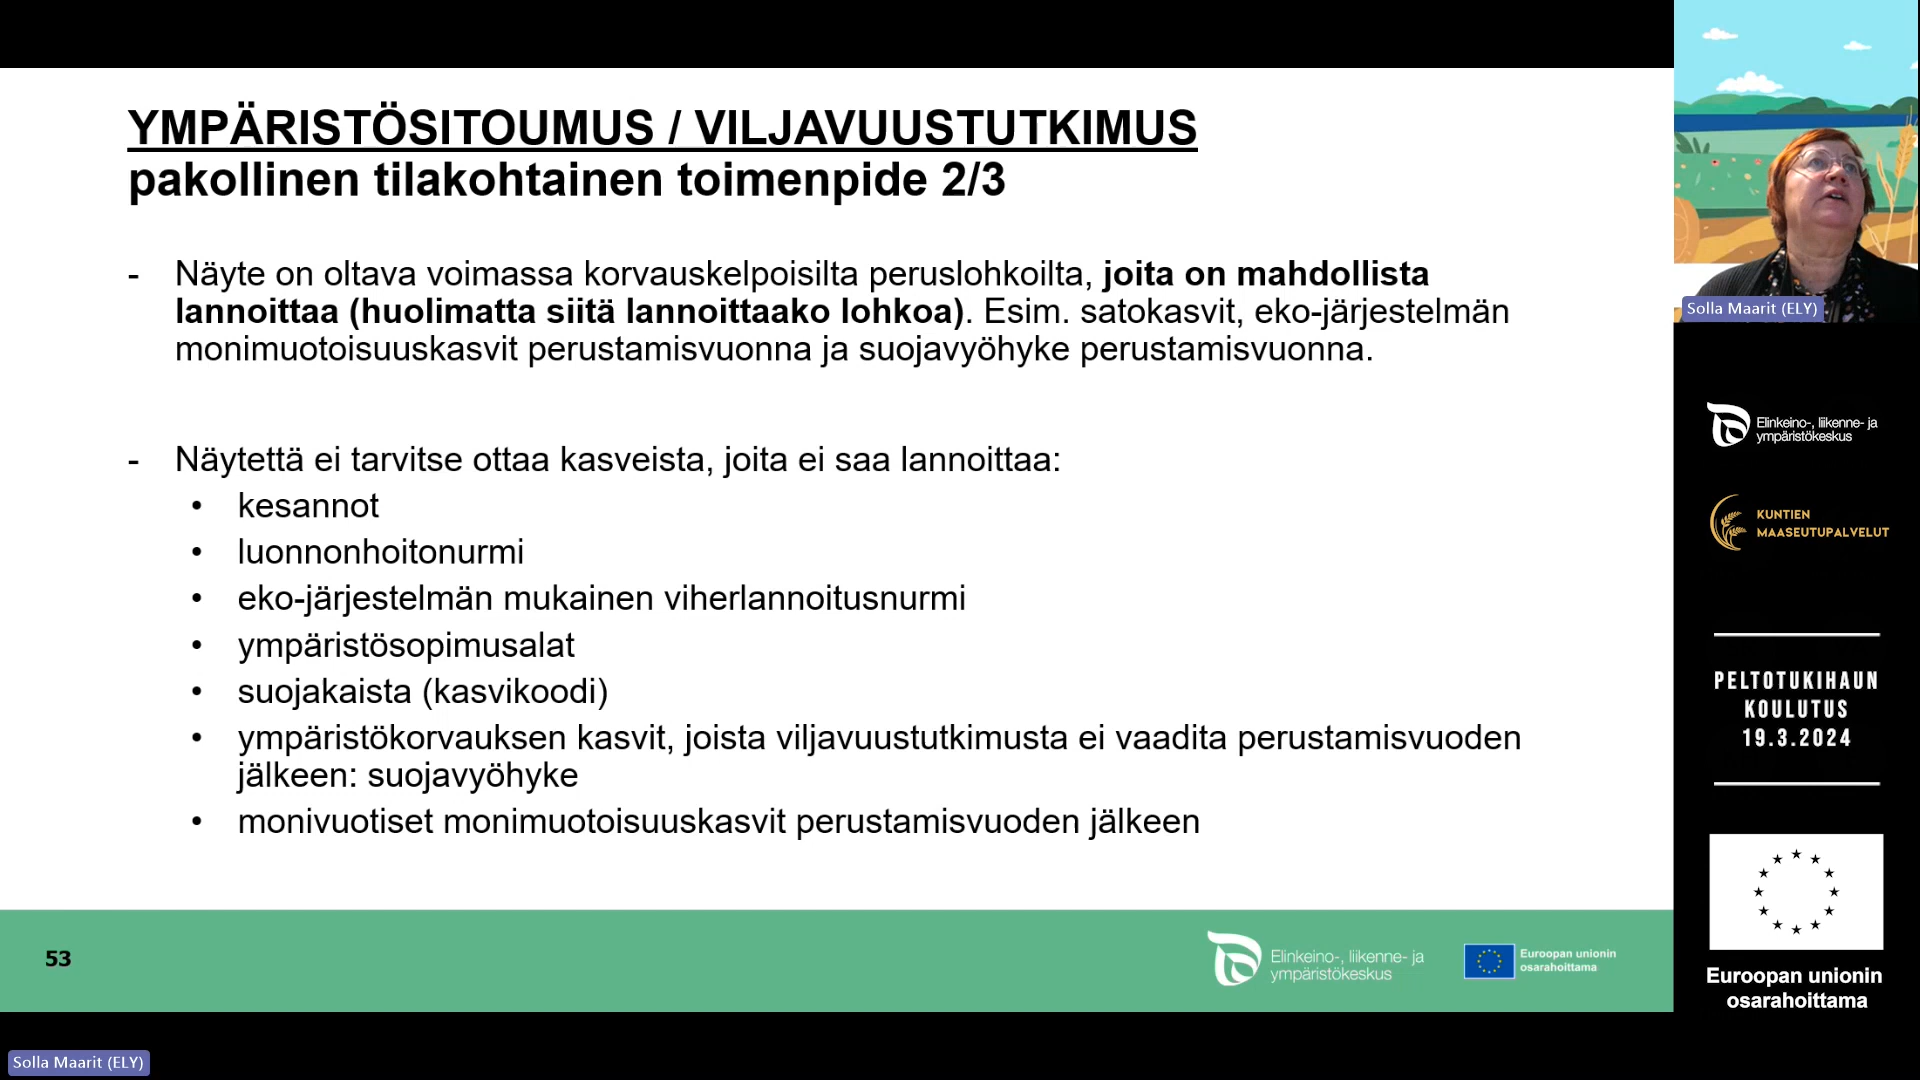 YMPÄRISTÖSITOUMUS / VILJAVUUSTUTKIMUS
pakollinen tilakohtainen toimenpide 2/3
- Näyte on oltava voimassa korvauskelpoisilta peruslohkoilta, joita on mahdollista
lannoittaa (huolimatta siitä lannoittaako lohkoa). Esim. satokasvit, eko-järjestelmän
monimuotoisuuskasvit perustamisvuonna ja suojavyöhyke perustamisvuonna.
- Näytettä ei tarvitse ottaa kasveista, joita ei saa lannoittaa:
• kesannot
• luonnonhoitonurmi
• eko-järjestelmän mukainen viherlannoitusnurmi
• ympäristösopimusalat
• suojakaista (kasvikoodi)
• ympäristökorvauksen kasvit, joista viljavuustutkimusta ei vaadita perustamisvuoden
jälkeen: suojavyöhyke
• monivuotiset monimuotoisuuskasvit perustamisvuoden jälkeen
53
Elinkeino-, liikenne- ja
ympäristökeskus
Euroopan unionin
osarahoittama
Solla Maarit (ELY)
Elinkeino-, liikenne- ja
ympäristökeskus
KUNTIEN
MAASEUTUPALVELUT
PELTOTUKIHAUN
KOULUTUS
19.3.2024
Euroopan unionin
osarahoittama
Solla Maarit (ELY)